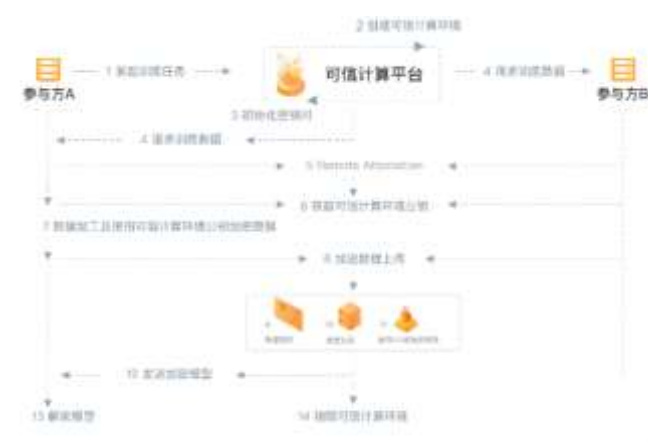 2 创建可信计算环境
1 发起训练任务
可信计算平台
4 请求训练数据
参与方A
参与方B
3 初始化密钥对
4 请求训练数据
5 Remote Attestation
6 获取可信计算环境公钥
7 数据加工且使用可信计算环境公钥加密数据
8 加密数据上传
12 发送加密模型
13 解密模型
14 销毁可信计算环境